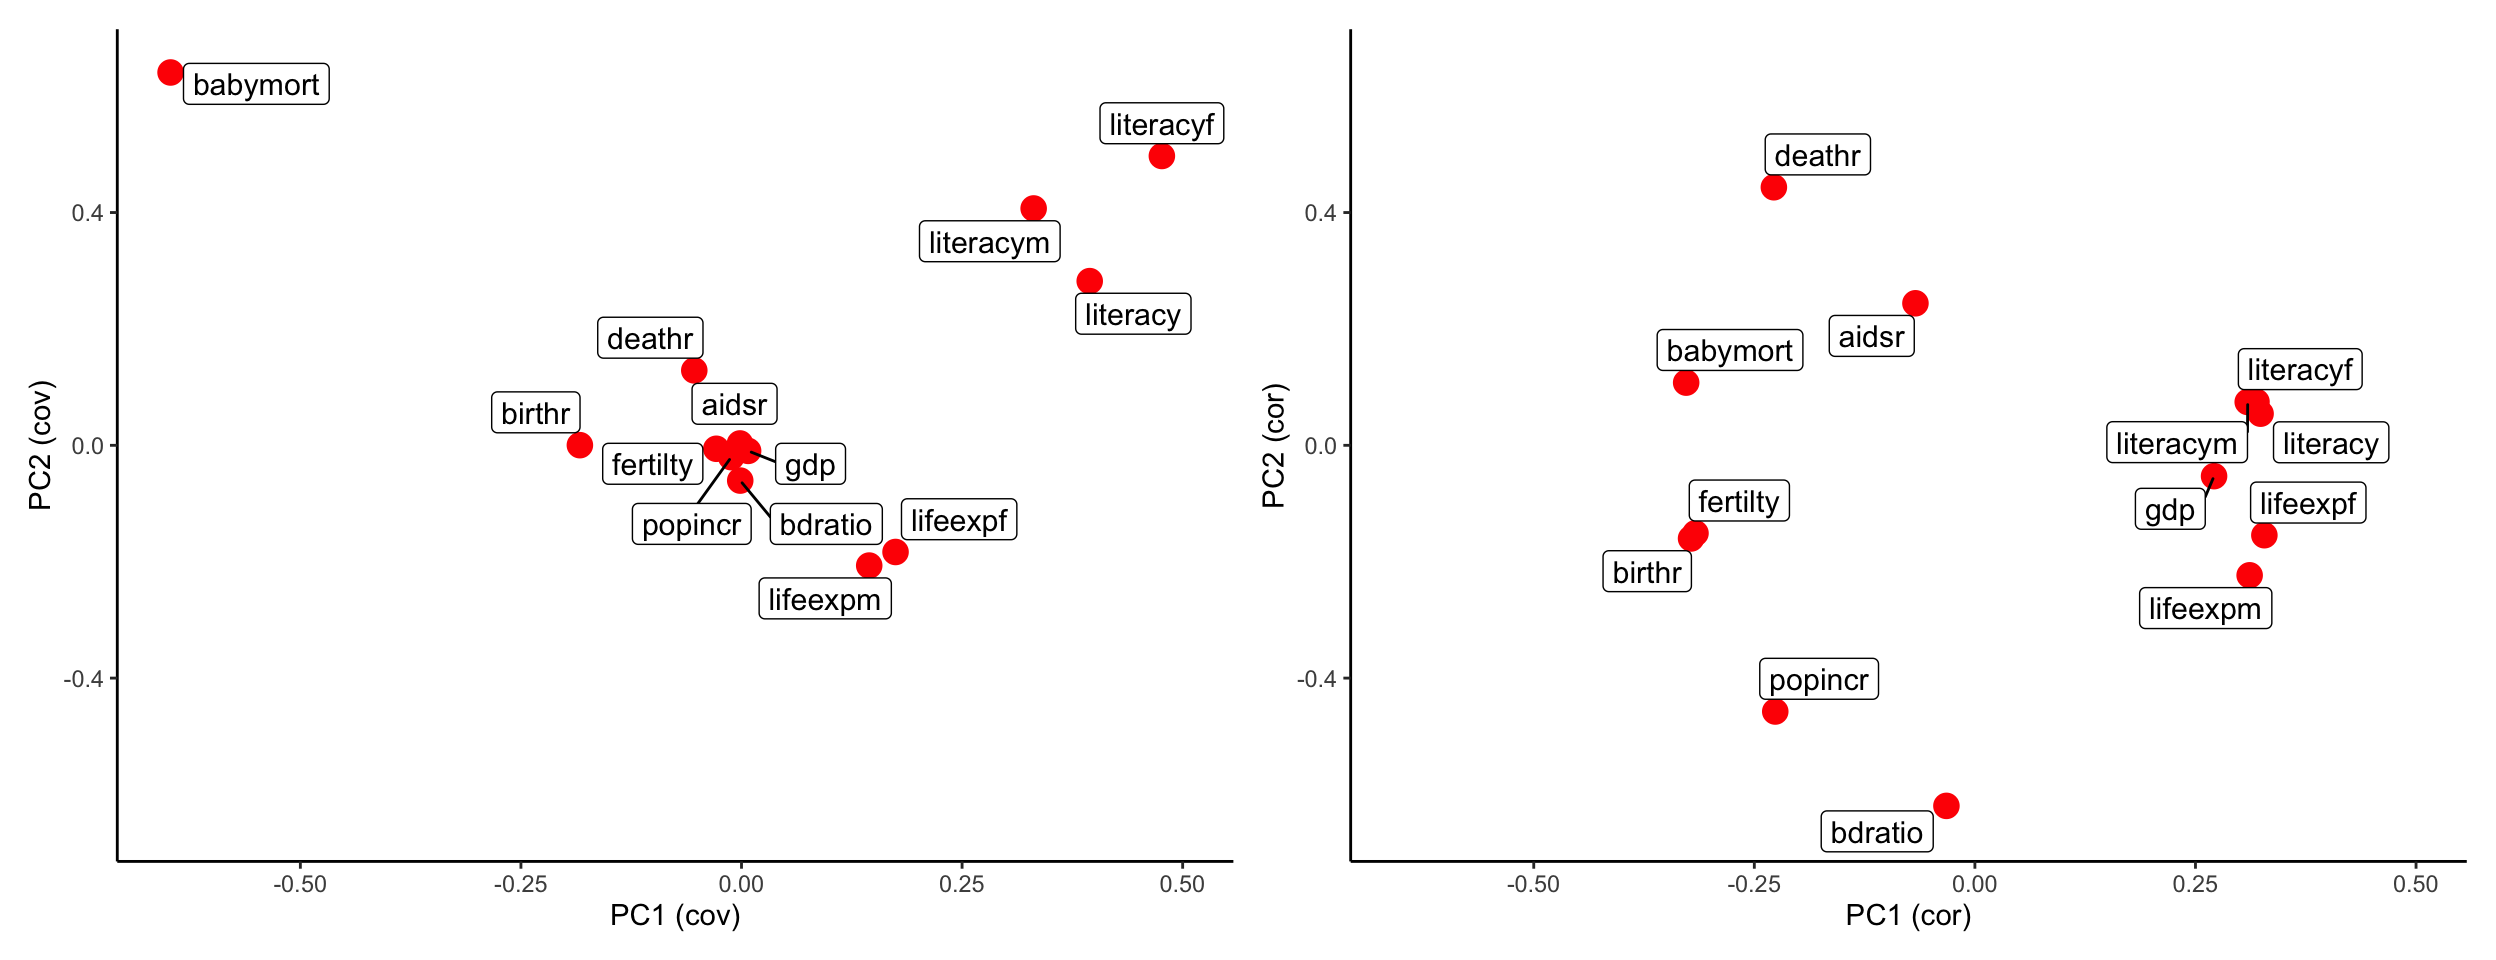 babymort
literacyf
literacym
literacy
deathr
aidsr
birthr
fertilty
gdp
popincr
bdratio
lifeexpf
lifeexpm
0.4
0.0
-0.4
-0.50
-0.25
0.00
0.25
0.50
PC1 (cov)
PC2 (cov)
deathr
aidsr
babymort
literacyf
literacym
literacy
gdp
lifeexpf
fertilty
birthr
lifeexpm
popincr
bdratio
0.4
0.0
-0.4
-0.50
-0.25
0.00
0.25
0.50
PC1 (cor)
PC2 (cor)